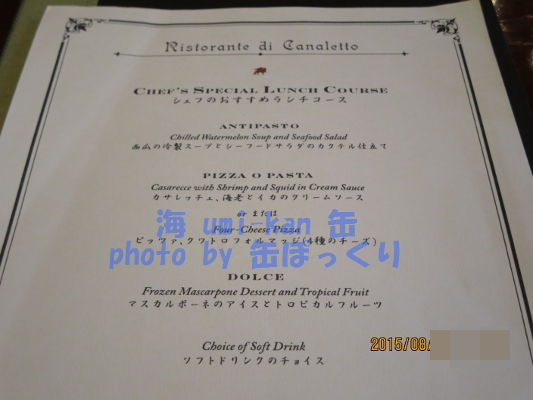 Ristorante di Canaletto
CHEF'S SPECIAL LUNCH COURSE
シェフのおすすめランチコース
ANTIPASTO
Chilled Watermelon Soup and Seafood Salad
西瓜の冷製スープとシーフードサラダのカクテル仕立て
PIZZA O PASTA
Casarecce with Shrimp and Squid in Cream Sauce
カサレッチェ、海老とイカのクリームソース
or または
海 umi-kan 缶
Four-Cheese Pizza
ピッツァ、クワトロフォルマッジ(4種のチーズ)
photo by 缶ぽっくり
DOLCE
Frozen Mascarpone Dessert and Tropical Fruit
マスカルポーネのアイスとトロピカルフルーツ
Choice of Soft Drink
ソフトドリンクのチョイス
2015/08/